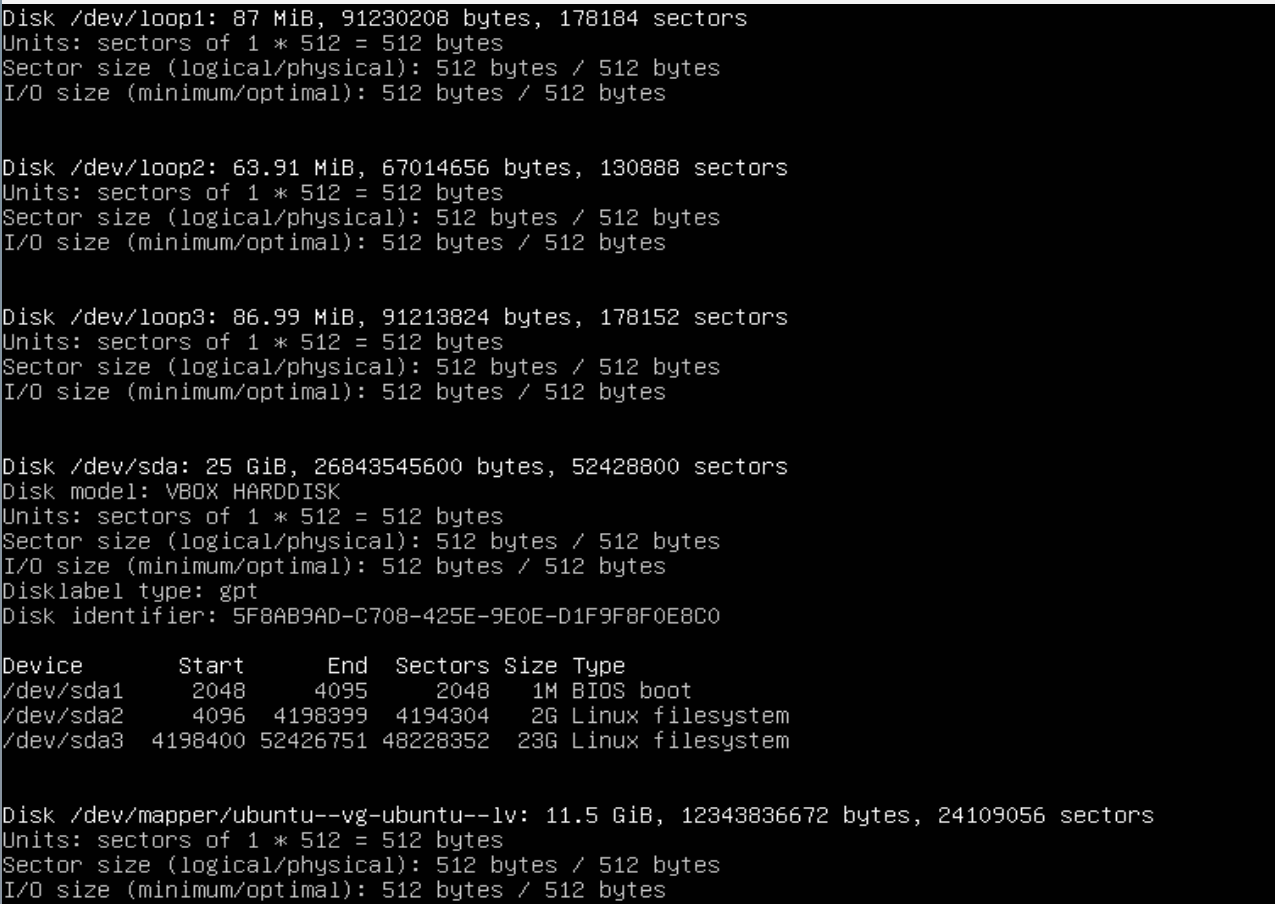 Disk /dev/loop1: 87 MiB, 91230208 bytes, 178184 sectors
Units: sectors of 1 * 512 = 512 bytes
Sector size (logical/physical): 512 bytes / 512 bytes
I/O size (minimum/optimal): 512 bytes / 512 bytes
Disk /dev/loop2: 63.91 MiB, 67014656 bytes, 130888 sectors
Units: sectors of 1 * 512 = 512 bytes
Sector size (logical/physical): 512 bytes / 512 bytes
I/O size (minimum/optimal): 512 bytes / 512 bytes
Disk /dev/loop3: 86.99 MiB, 91213824 bytes, 178152 sectors
Units: sectors of 1 * 512 = 512 bytes
Sector size (logical/physical): 512 bytes / 512 bytes
I/O size (minimum/optimal): 512 bytes / 512 bytes
Disk /dev/sda: 25 GiB, 26843545600 bytes, 52428800 sectors
Disk model: VBOX HARDDISK
Units: sectors of 1 * 512 = 512 bytes
Sector size (logical/physical): 512 bytes / 512 bytes
I/O size (minimum/optimal): 512 bytes / 512 bytes
Disklabel type: gpt
Disk identifier: 5F8AB9AD-C708-425E-9E0E-D1F9F8F0E8C0
Device Start End Sectors Size Type
/dev/sda1 2048 4095 2048 1M BIOS boot
/dev/sda2 4096 4198399 4194304 2G Linux filesystem
/dev/sda3 4198400 52426751 48228352 23G Linux filesystem
Disk /dev/mapper/ubuntu--vg-ubuntu--lv: 11.5 GiB, 12343836672 bytes, 24109056 sectors
Units: sectors of 1 * 512 = 512 bytes
Sector size (logical/physical): 512 bytes / 512 bytes
I/O size (minimum/optimal): 512 bytes / 512 bytes